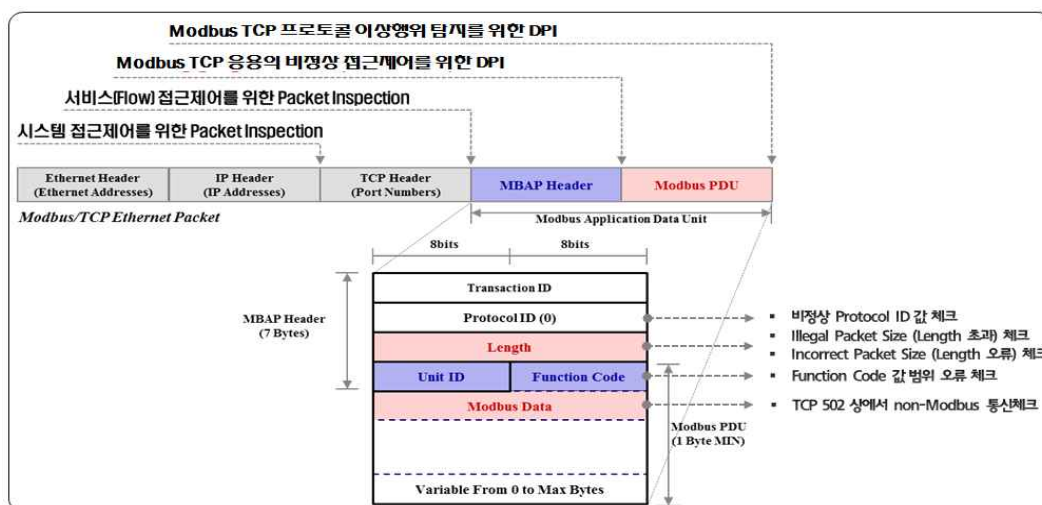 Modbus TCP 프로토콜 이상행위 탐지를 위한 DPI
Modbus TCP 응용의 비정상 접근제어를 위한 DPI
서비스(Flow) 접근제어를 위한 Packet Inspection
시스템 접근제어를 위한 Packet Inspection
Ethernet Header
(Ethernet Addresses)
IP Header
(IP Addresses)
TCP Header
(Port Numbers)
MBAP Header
Modbus PDU
Modbus/TCP Ethernet Packet
Modbus Application Data Unit
8bits
8bits
Transaction ID
MBAP Header
(7 Bytes)
Protocol ID (0)
Length
Unit ID
Function Code
Modbus Data
Modbus PDU
(1 Byte MIN)
Variable From 0 to Max Bytes
▪ 비정상 Protocol ID 값 체크
▪ Illegal Packet Size (Length 초과) 체크
▪ Incorrect Packet Size (Length 오류) 체크
▪ Function Code 값 범위 오류 체크
▪ TCP 502 상에서 non-Modbus 통신체크